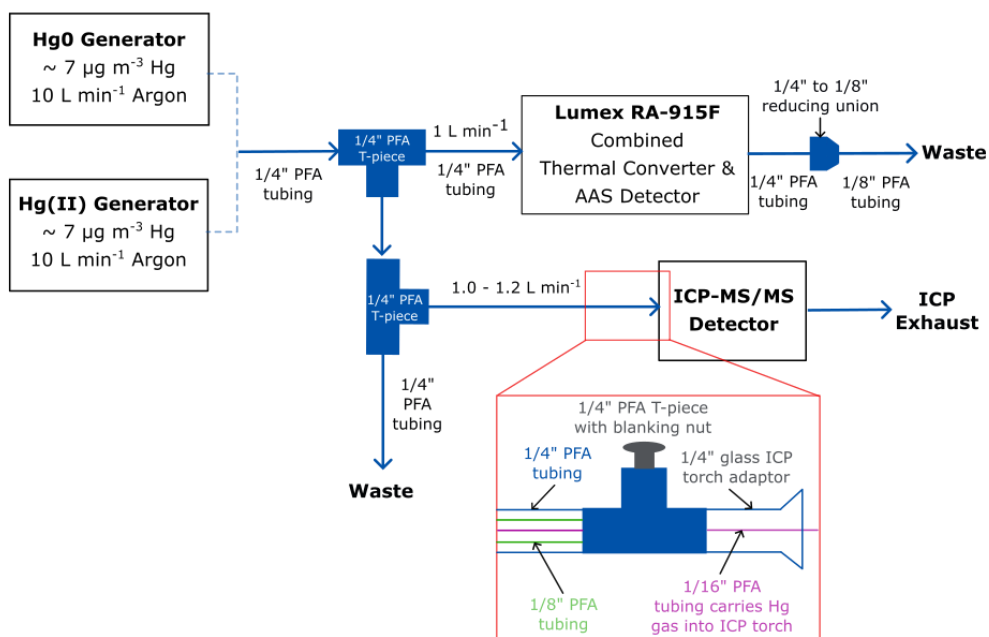 Hg0 Generator
~ 7 µg m⁻³ Hg
10 L min⁻¹ Argon
Hg(II) Generator
~ 7 µg m⁻³ Hg
10 L min⁻¹ Argon
1/4" PFA
tubing
1/4" PFA
T-piece
1 L min⁻¹
1/4" PFA
tubing
Lumex RA-915F
Combined
Thermal Converter &
AAS Detector
1/4" to 1/8"
reducing union
1/4" PFA
tubing
1/8" PFA
tubing
Waste
1/4" PFA
T-piece
1.0 - 1.2 L min⁻¹
ICP-MS/MS
Detector
ICP
Exhaust
1/4"
PFA
tubing
Waste
1/4" PFA T-piece
with blanking nut
1/4" PFA
tubing
1/4" glass ICP
torch adaptor
1/8" PFA
tubing
1/16" PFA
tubing carries Hg
gas into ICP torch